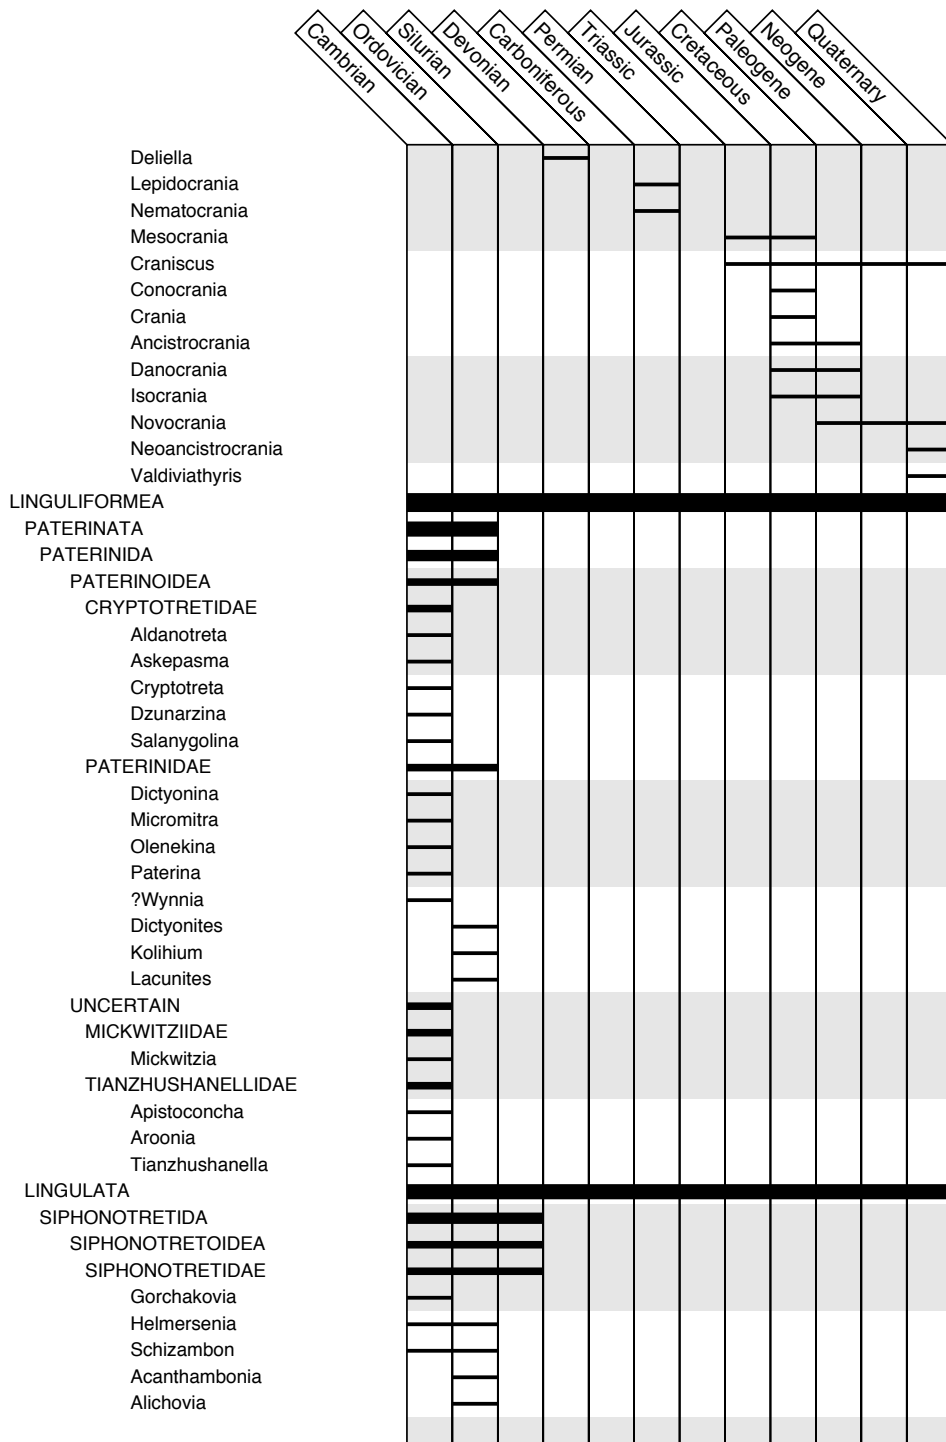 Cambrian
Ordovician
Silurian
Devonian
Carboniferous
Permian
Triassic
Jurassic
Cretaceous
Paleogene
Neogene
Quaternary
Deliella
Lepidocrania
Nematocrania
Mesocrania
Craniscus
Conocrania
Crania
Ancistrocrania
Danocrania
Isocrania
Novocrania
Neoancistrocrania
Valdiviathyris
LINGULIFORMEA
PATERINATA
PATERINIDA
PATERINOIDEA
CRYPTOTRETIDAE
Aldanotreta
Askepasma
Cryptotreta
Dzunarzina
Salanygolina
PATERINIDAE
Dictyonina
Micromitra
Olenekina
Paterina
?Wynnia
Dictyonites
Kolihium
Lacunites
UNCERTAIN
MICKWITZIIDAE
Mickwitzia
TIANZHUSHANELLIDAE
Apistoconcha
Aroonia
Tianzhushanella
LINGULATA
SIPHONOTRETIDA
SIPHONOTRETOIDEA
SIPHONOTRETIDAE
Gorchakovia
Helmersenia
Schizambon
Acanthambonia
Alichovia